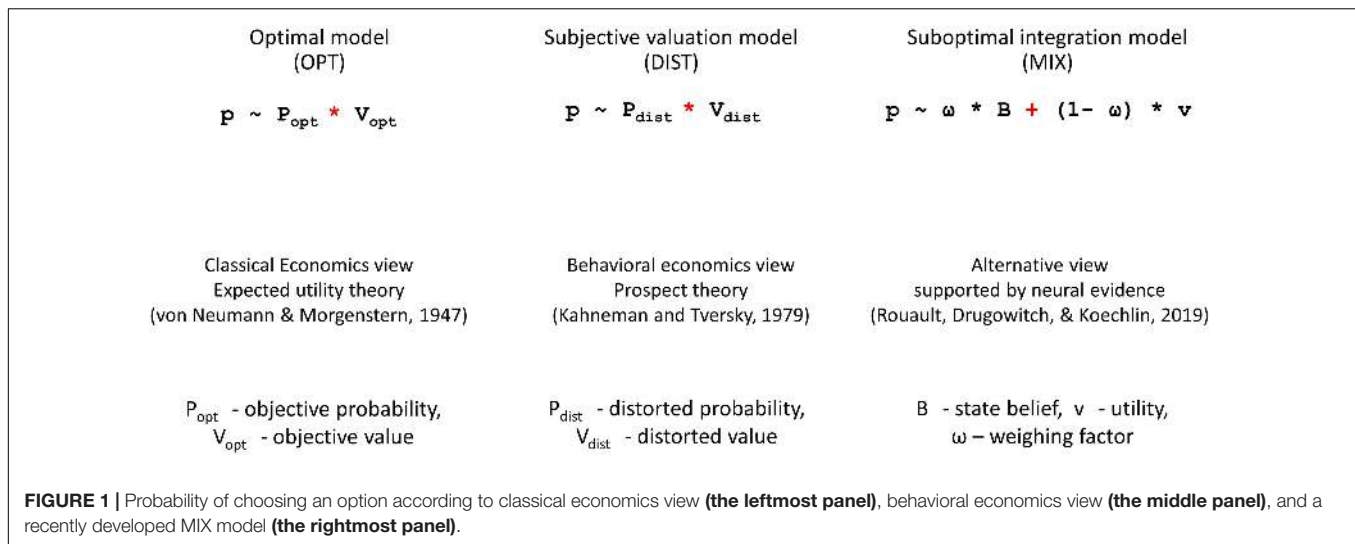 Optimal model
(OPT)
p ~ P_opt * V_opt
Classical Economics view
Expected utility theory
(von Neumann & Morgenstern, 1947)
P_opt - objective probability,
V_opt - objective value
Subjective valuation model
(DIST)
p ~ P_dist * V_dist
Behavioral economics view
Prospect theory
(Kahneman and Tversky, 1979)
P_dist - distorted probability,
V_dist - distorted value
Suboptimal integration model
(MIX)
p ~ ω * B + (1- ω) * v
Alternative view
supported by neural evidence
(Rouault, Drugowitch, & Koechlin, 2019)
B - state belief, v - utility,
ω – weighing factor
FIGURE 1 | Probability of choosing an option according to classical economics view (the leftmost panel), behavioral economics view (the middle panel), and a
recently developed MIX model (the rightmost panel).